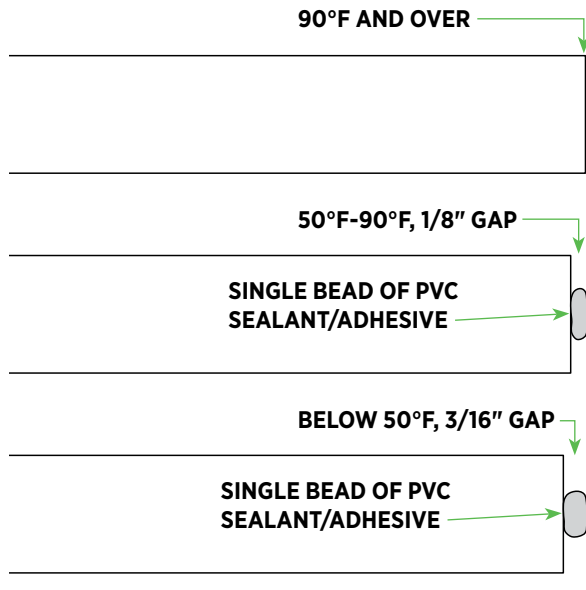 90°F AND OVER
50°F-90°F, 1/8" GAP
SINGLE BEAD OF PVC
SEALANT/ADHESIVE
BELOW 50°F, 3/16" GAP
SINGLE BEAD OF PVC
SEALANT/ADHESIVE